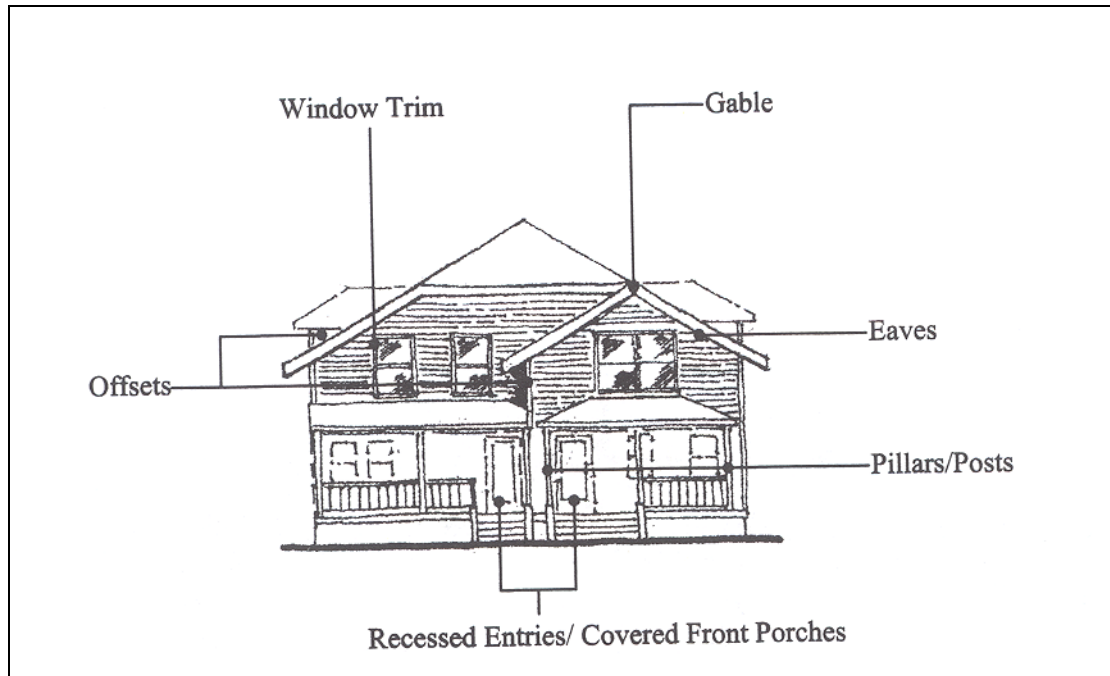 Window Trim
Gable
Eaves
Offsets
Pillars/Posts
Recessed Entries/ Covered Front Porches